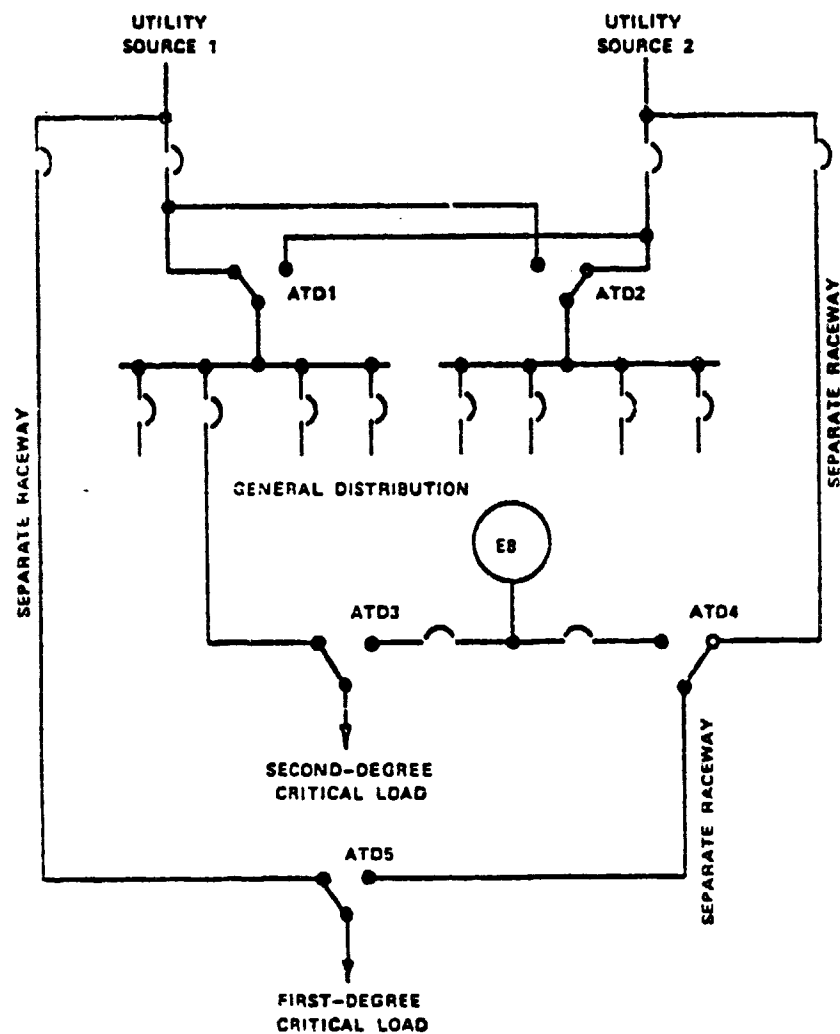 UTILITY
SOURCE 1
UTILITY
SOURCE 2
ATD1
ATD2
SEPARATE RACEWAY
SEPARATE RACEWAY
GENERAL DISTRIBUTION
E8
ATD3
ATD4
SECOND-DEGREE
CRITICAL LOAD
SEPARATE RACEWAY
ATD5
FIRST-DEGREE
CRITICAL LOAD